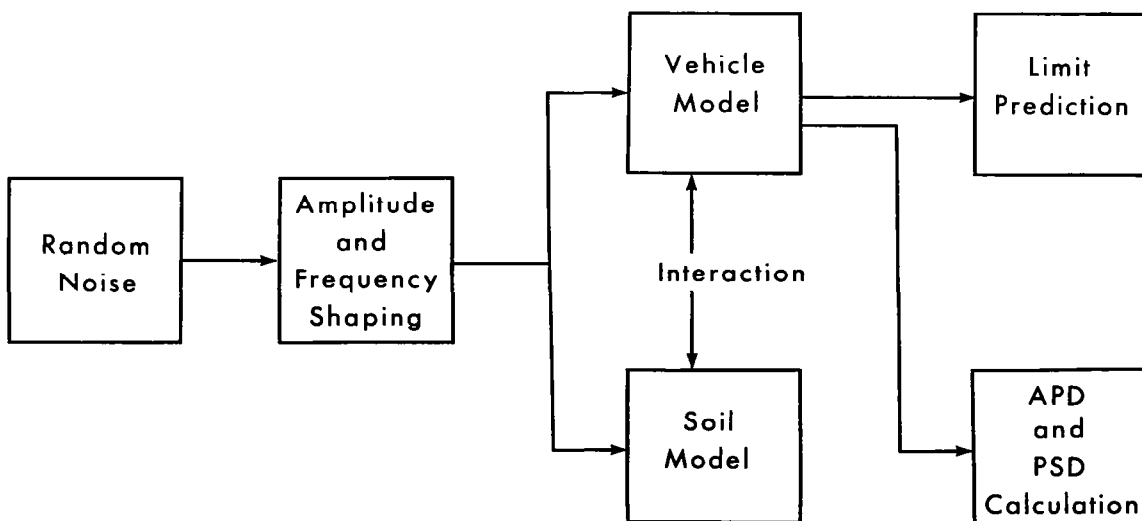 Random
Noise
Amplitude
and
Frequency
Shaping
Vehicle
Model
Interaction
Soil
Model
Limit
Prediction
APD
and
PSD
Calculation